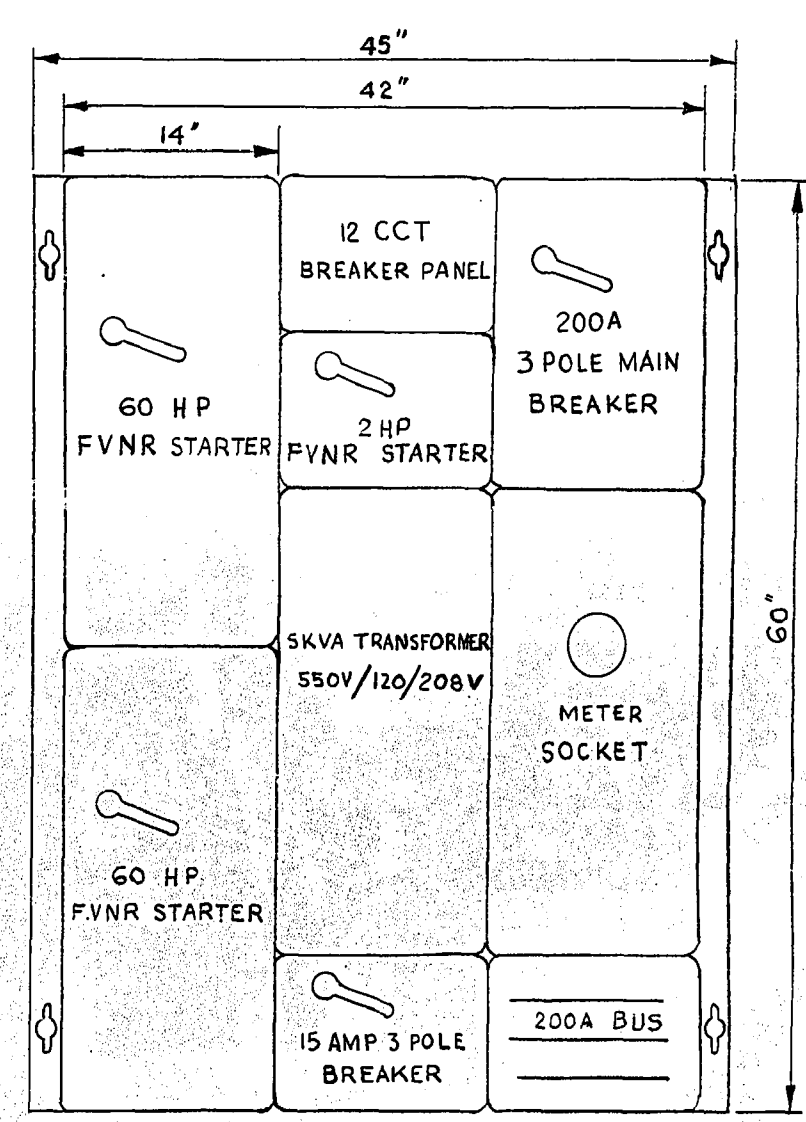 45"
42"
14"
12 CCT
BREAKER PANEL
200A
3 POLE MAIN
BREAKER
60 HP
FVNR STARTER
2 HP
FVNR STARTER
60"
5KVA TRANSFORMER
550V/120/208V
METER
SOCKET
60 HP.
F.VNR STARTER
15 AMP 3 POLE
BREAKER
200A BUS